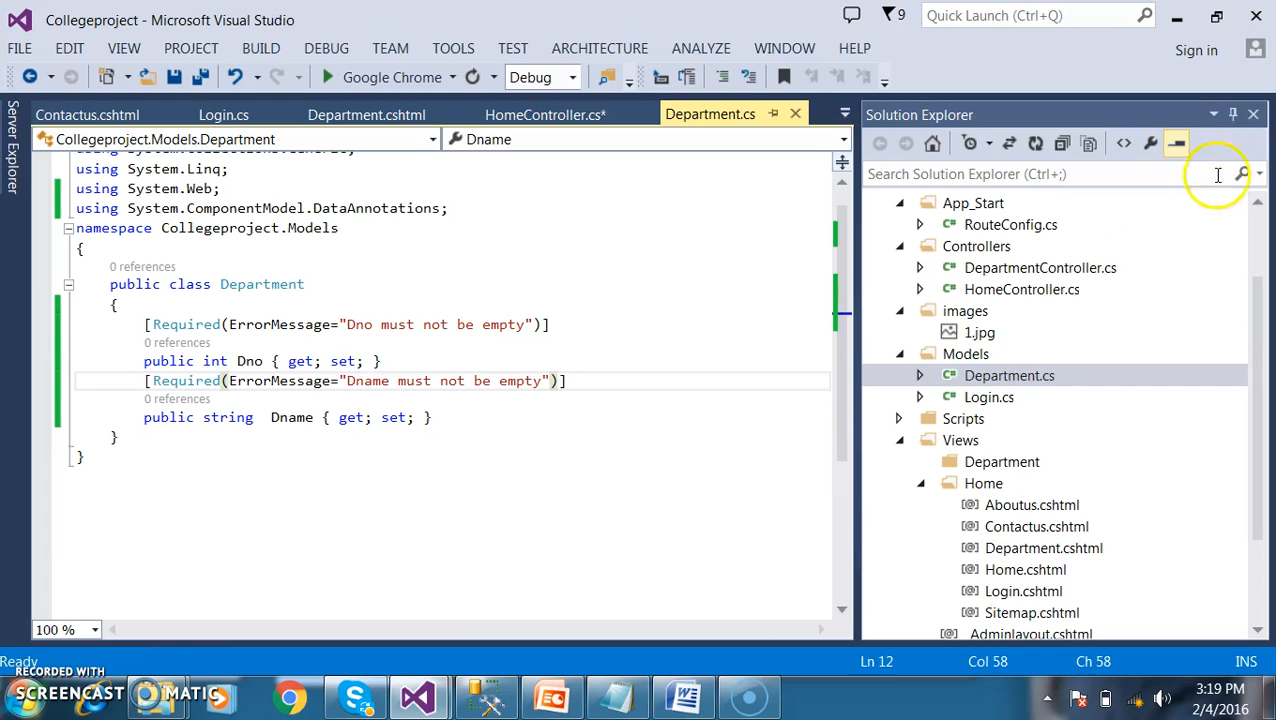 Collegeproject - Microsoft Visual Studio
9
Quick Launch (Ctrl+Q)
FILE EDIT VIEW PROJECT BUILD DEBUG TEAM TOOLS TEST ARCHITECTURE ANALYZE WINDOW HELP
Sign in
Google Chrome
Debug
Server Explorer
Contactus.cshtml Login.cs Department.cshtml HomeController.cs* Department.cs
Collegeproject.Models.Department
Dname
using System.Linq;
using System.Web;
using System.ComponentModel.DataAnnotations;
namespace Collegeproject.Models
{
0 references
public class Department
{
[Required(ErrorMessage="Dno must not be empty")]
0 references
public int Dno { get; set; }
[Required(ErrorMessage="Dname must not be empty")]
0 references
public string Dname { get; set; }
}
}
100 %
Solution Explorer
Search Solution Explorer (Ctrl+;)
App_Start
RouteConfig.cs
Controllers
DepartmentController.cs
HomeController.cs
images
1.jpg
Models
Department.cs
Login.cs
Scripts
Views
Department
Home
Aboutus.cshtml
Contactus.cshtml
Department.cshtml
Home.cshtml
Login.cshtml
Sitemap.cshtml
Adminlayout.cshtml
Ready
Ln 12 Col 58 Ch 58 INS
RECORDED WITH
SCREENCAST MATIC
3:19 PM
2/4/2016